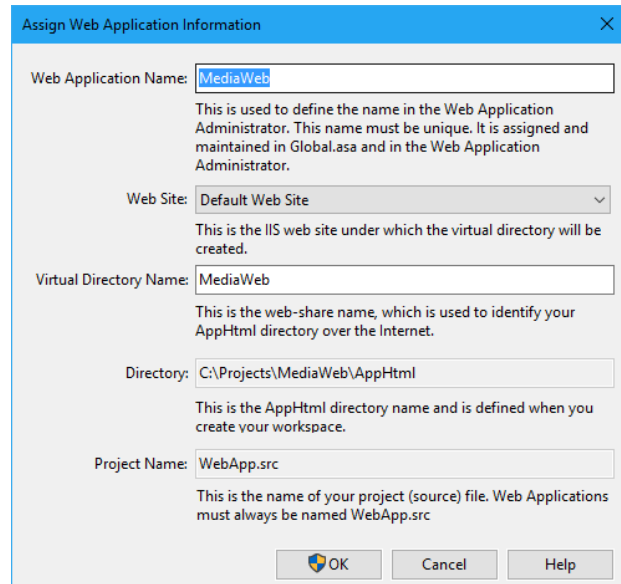 Assign Web Application Information
Web Application Name: MediaWeb
This is used to define the name in the Web Application
Administrator. This name must be unique. It is assigned and
maintained in Global.asa and in the Web Application
Administrator.
Web Site: Default Web Site
This is the IIS web site under which the virtual directory will be
created.
Virtual Directory Name: MediaWeb
This is the web-share name, which is used to identify your
AppHtml directory over the Internet.
Directory: C:\Projects\MediaWeb\AppHtml
This is the AppHtml directory name and is defined when you
create your workspace.
Project Name: WebApp.src
This is the name of your project (source) file. Web Applications
must always be named WebApp.src
OK Cancel Help